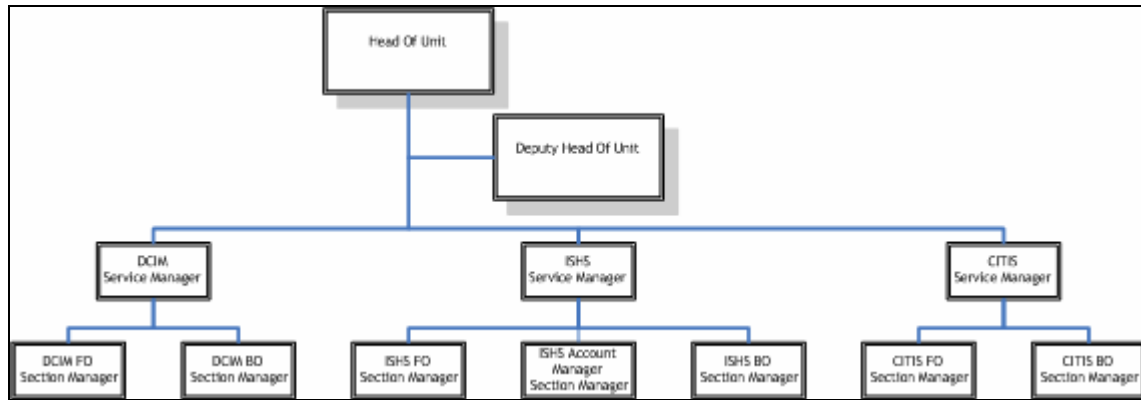 Head Of Unit
Deputy Head Of Unit
DCIM
Service Manager
ISHS
Service Manager
CITIS
Service Manager
DCIM FO
Section Manager
DCIM BO
Section Manager
ISHS FO
Section Manager
ISHS Account
Manager
Section Manager
ISHS BO
Section Manager
CITIS FO
Section Manager
CITIS BO
Section Manager